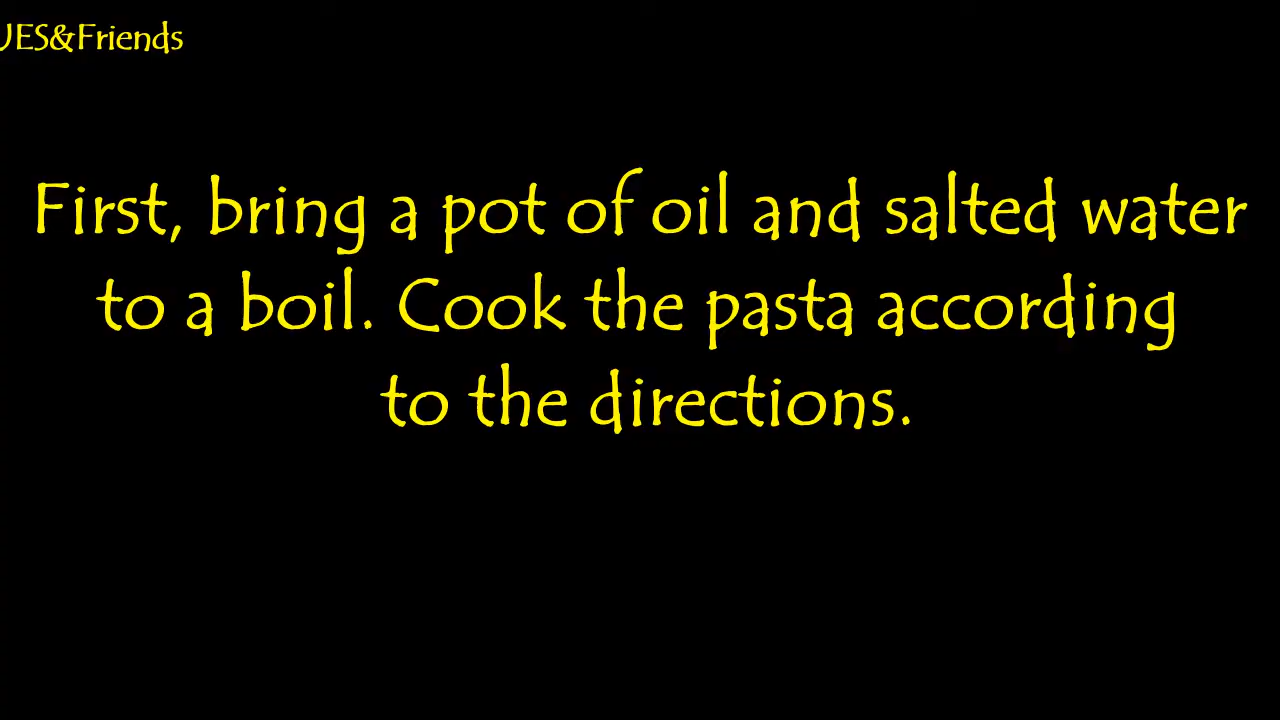 JES&Friends
First, bring a pot of oil and salted water
to a boil. Cook the pasta according
to the directions.